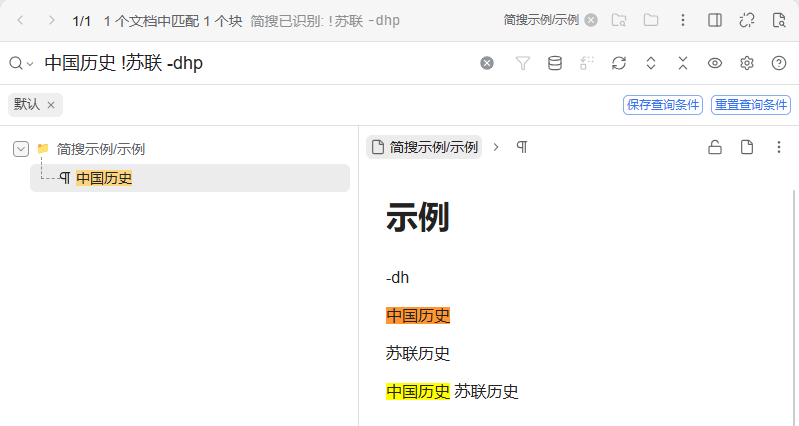 1/1 1 个文档中匹配 1 个块 简搜已识别: !苏联 -dhp 简搜示例/示例
中国历史 !苏联 -dhp
默认
保存查询条件 重置查询条件
简搜示例/示例
中国历史
简搜示例/示例
示例
-dh
中国历史
苏联历史
中国历史 苏联历史